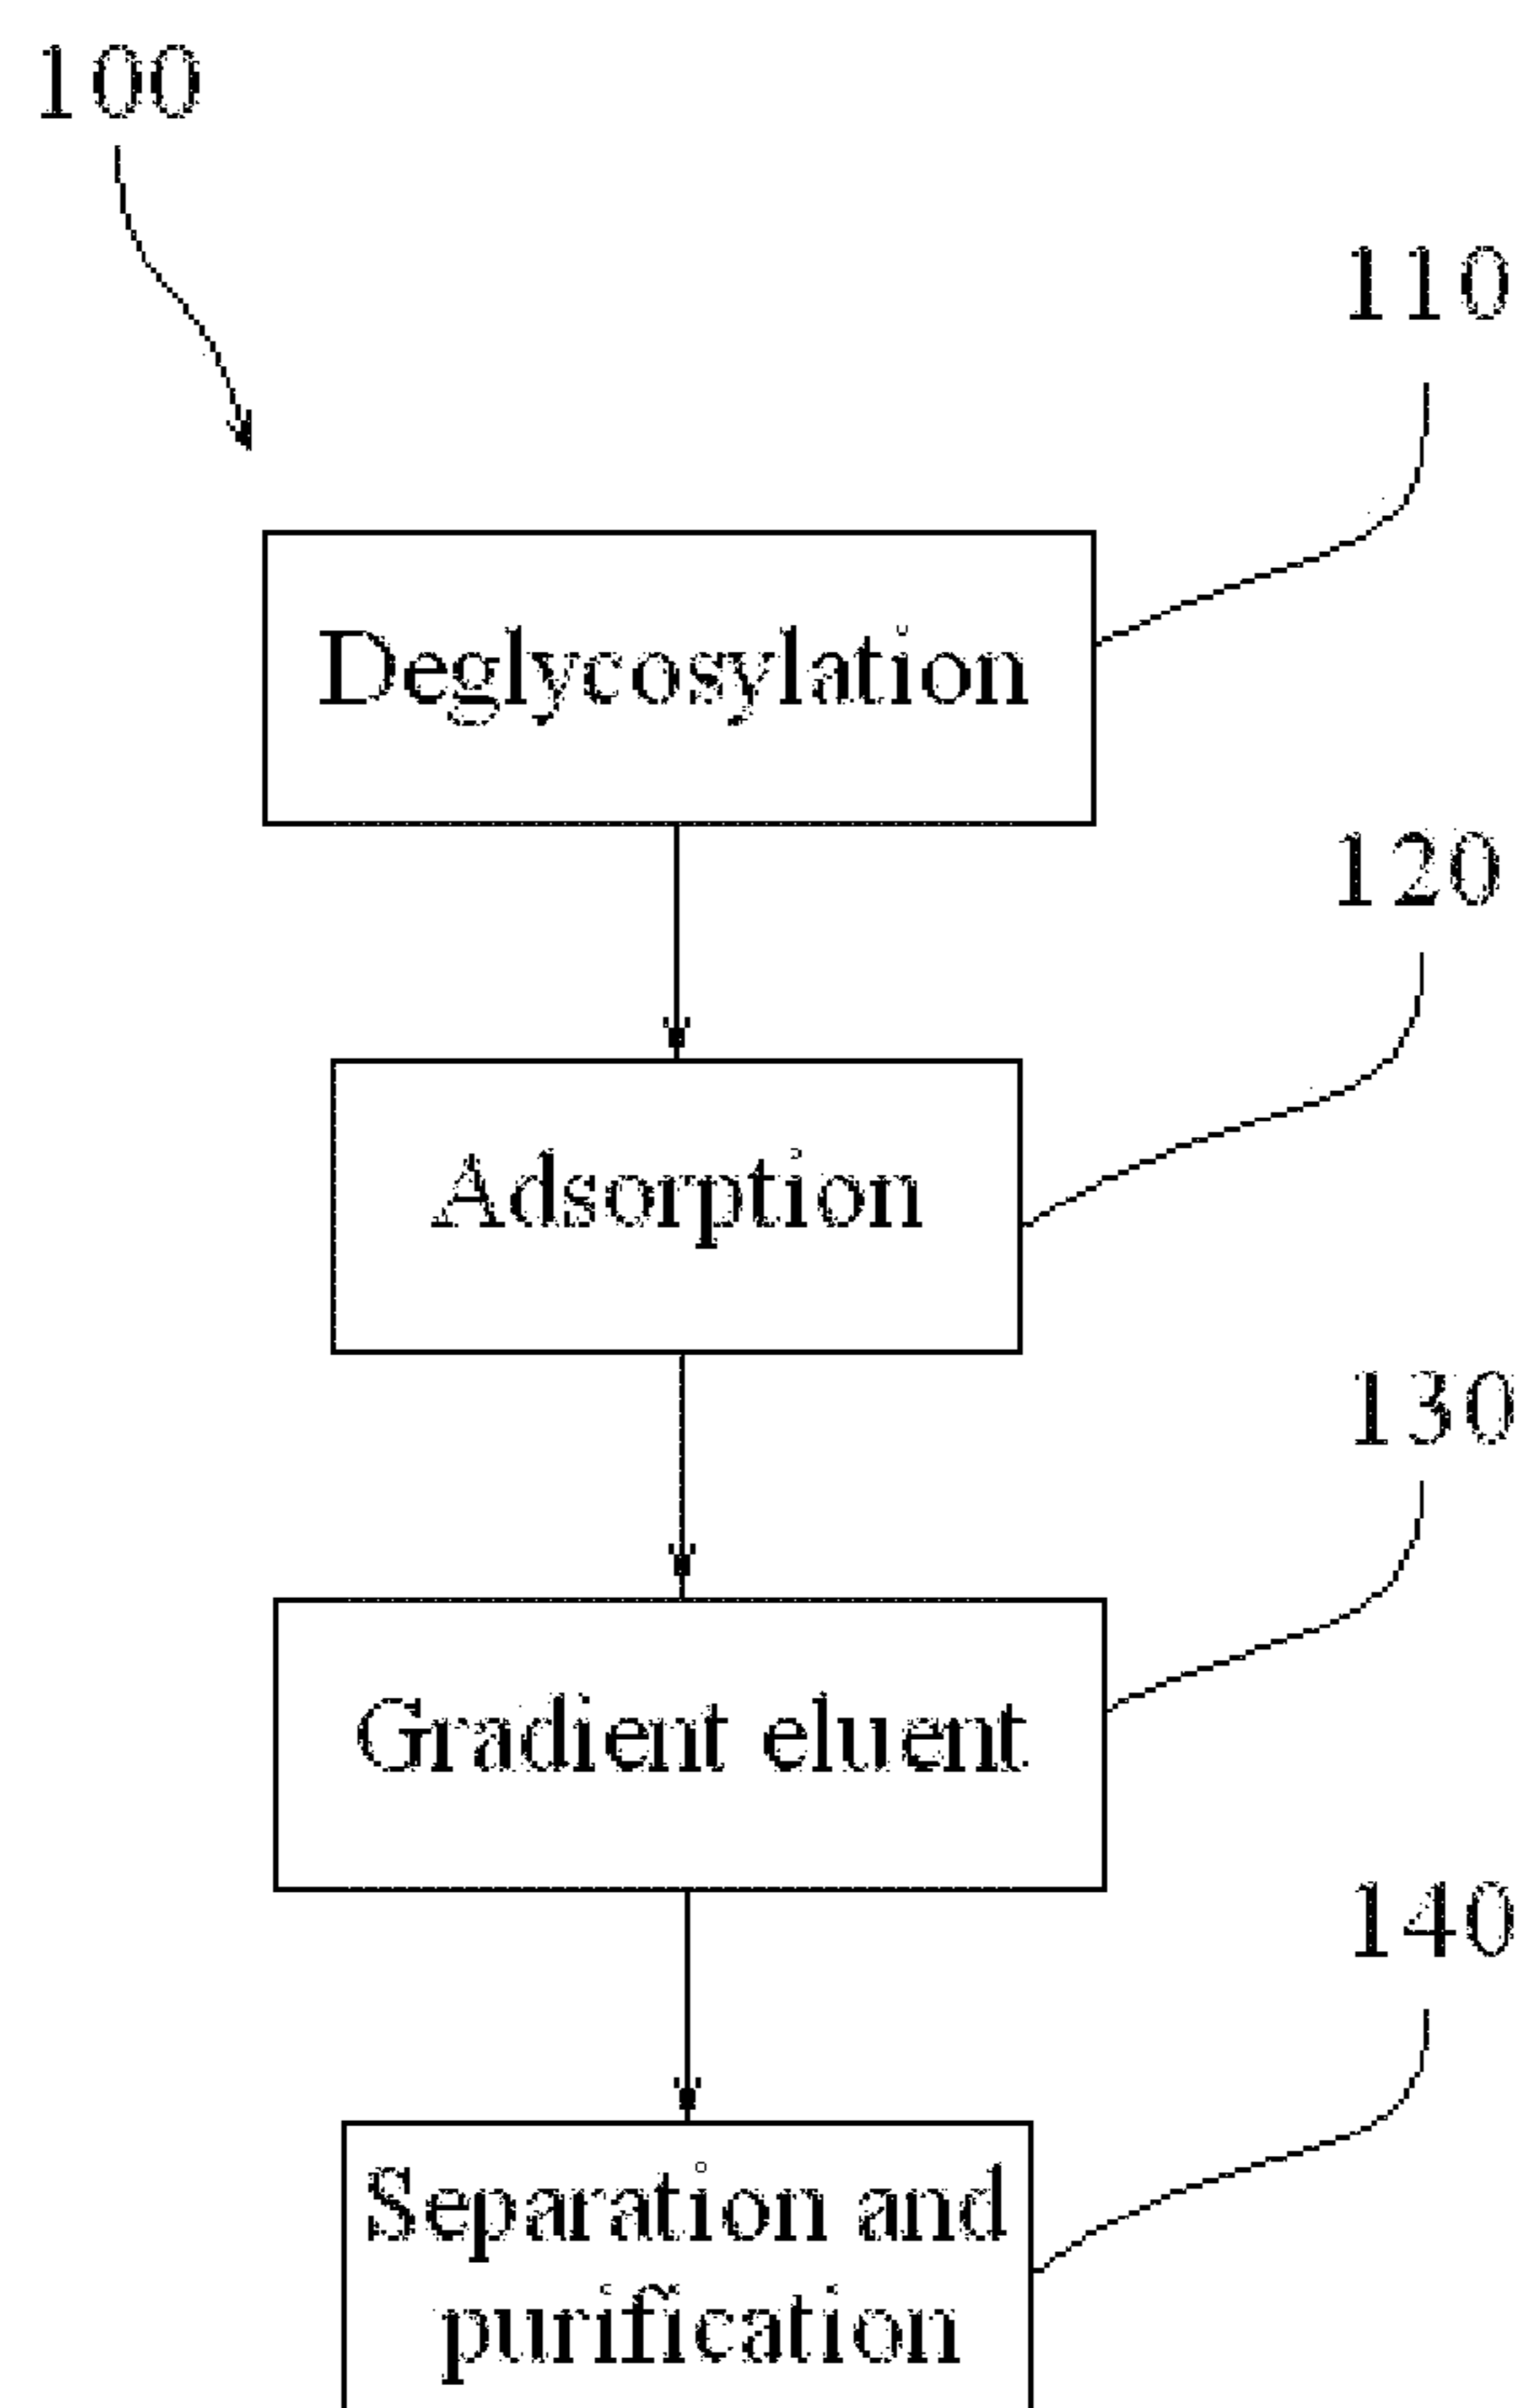 100
110
Deglycosylation
120
Adsorption
130
Gradient eluent
140
Separation and
purification